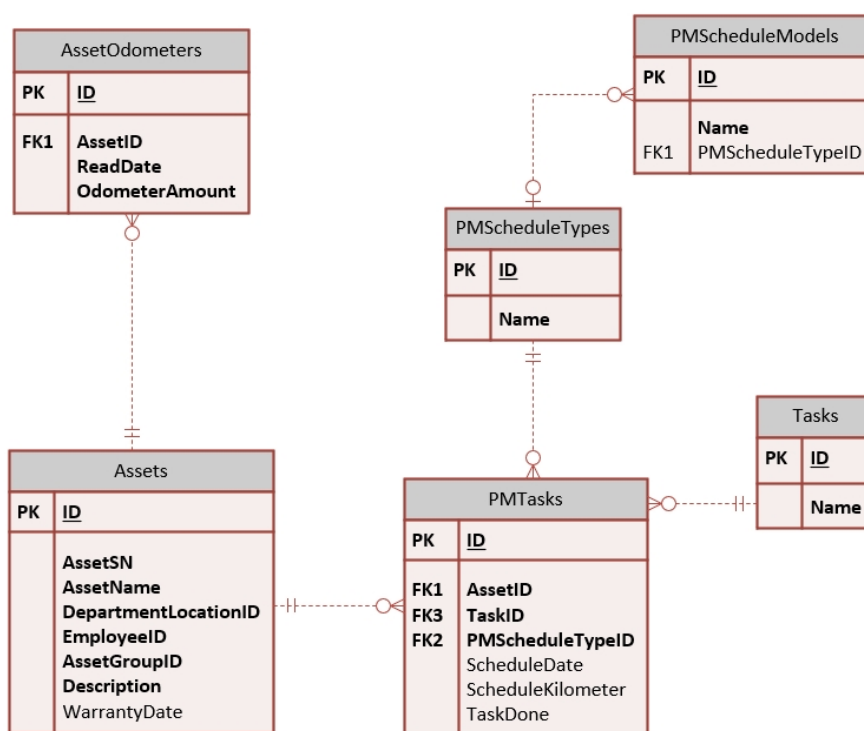 AssetOdometers
PK ID
FK1 AssetID
ReadDate
OdometerAmount
PMScheduleModels
PK ID
Name
FK1 PMScheduleTypeID
PMScheduleTypes
PK ID
Name
Tasks
PK ID
Name
Assets
PK ID
AssetSN
AssetName
DepartmentLocationID
EmployeeID
AssetGroupID
Description
WarrantyDate
PMTasks
PK ID
FK1 AssetID
FK3 TaskID
FK2 PMScheduleTypeID
ScheduleDate
ScheduleKilometer
TaskDone